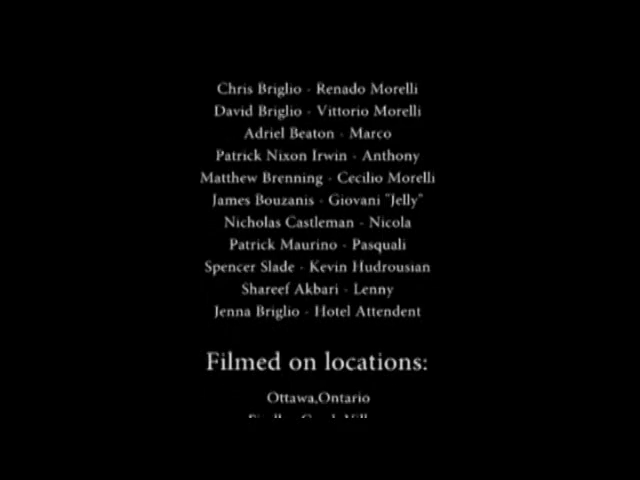 Chris Briglio - Renado Morelli
David Briglio - Vittorio Morelli
Adriel Beaton - Marco
Patrick Nixon Irwin - Anthony
Matthew Brenning - Cecilio Morelli
James Bouzanis - Giovani "Jelly"
Nicholas Castleman - Nicola
Patrick Maurino - Pasquali
Spencer Slade - Kevin Hudrousian
Shareef Akbari - Lenny
Jenna Briglio - Hotel Attendent
Filmed on locations:
Ottawa,Ontario